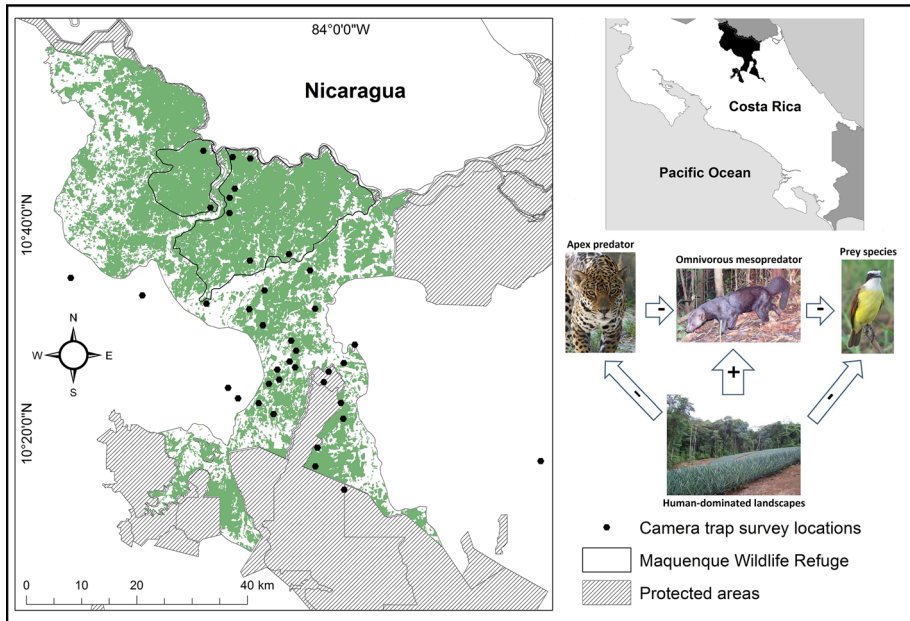 84°0'0"W
Nicaragua
10°40'0"N
10°20'0"N
N
W
E
S
0
20
40 km
Costa Rica
Pacific Ocean
Apex predator
Omnivorous mesopredator
Prey species
-
-
-
+
-
Human-dominated landscapes
Camera trap survey locations
Maquenque Wildlife Refuge
Protected areas